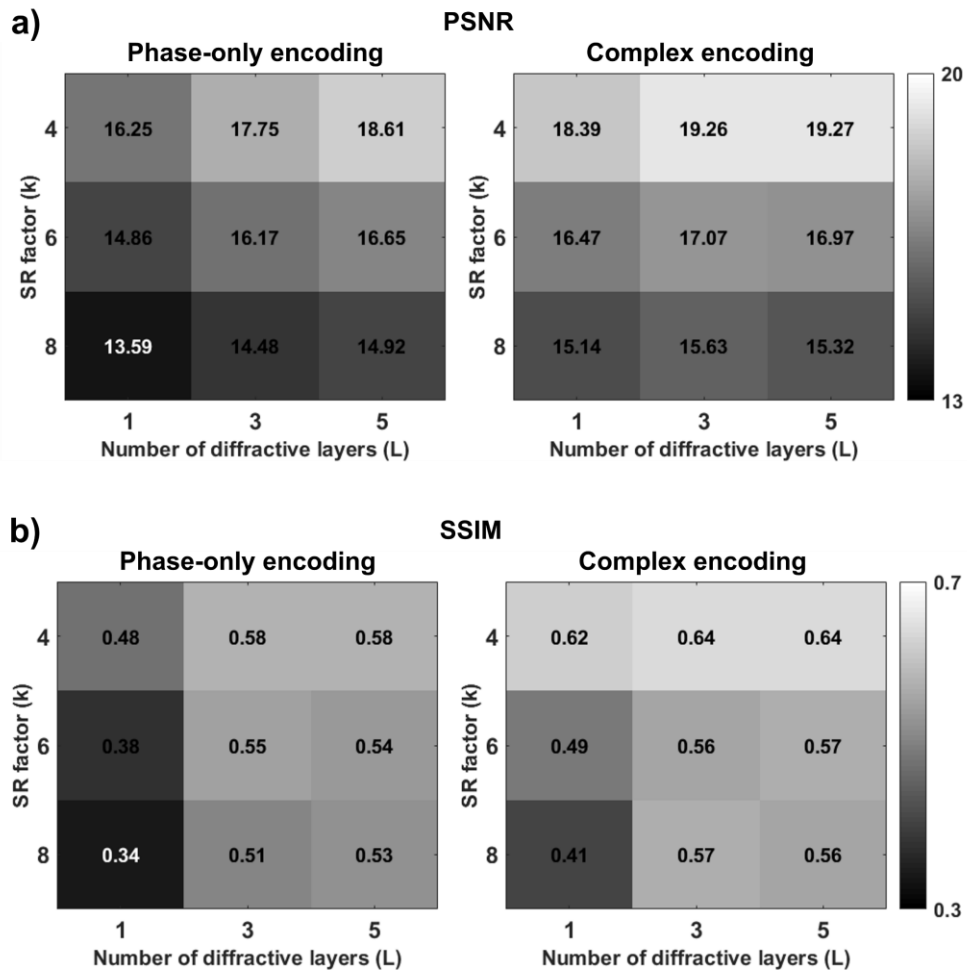 a)
PSNR
Phase-only encoding
Complex encoding
SR factor (k)
4
16.25 17.75 18.61
6
14.86 16.17 16.65
8
13.59 14.48 14.92
1 3 5
Number of diffractive layers (L)
SR factor (k)
4
18.39 19.26 19.27
6
16.47 17.07 16.97
8
15.14 15.63 15.32
1 3 5
Number of diffractive layers (L)
20
13
b)
SSIM
Phase-only encoding
Complex encoding
SR factor (k)
4
0.48 0.58 0.58
6
0.38 0.55 0.54
8
0.34 0.51 0.53
1 3 5
Number of diffractive layers (L)
SR factor (k)
4
0.62 0.64 0.64
6
0.49 0.56 0.57
8
0.41 0.57 0.56
1 3 5
Number of diffractive layers (L)
0.7
0.3